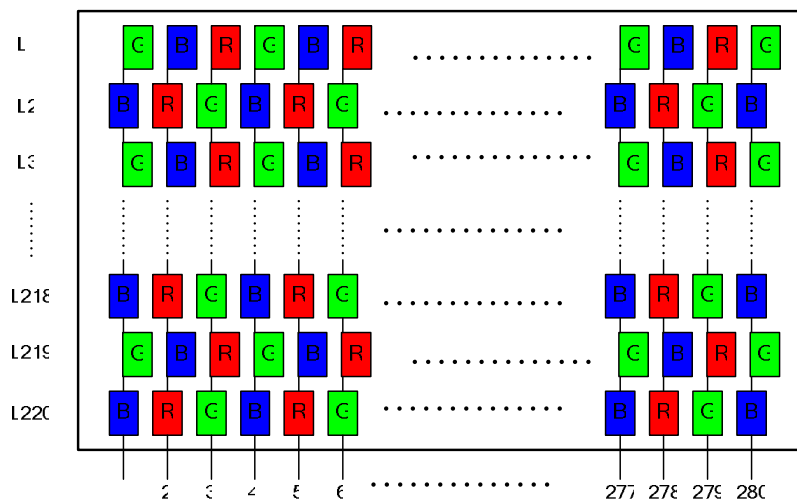 L G B R G B R G B R G
L2 B R G B R G B R G B
L3 G B R G B R G B R G
L218 B R G B R G B R G B
L219 G B R G B R G B R G
L220 B R G B R G B R G B
2 3 4 5 6 277 278 279 280